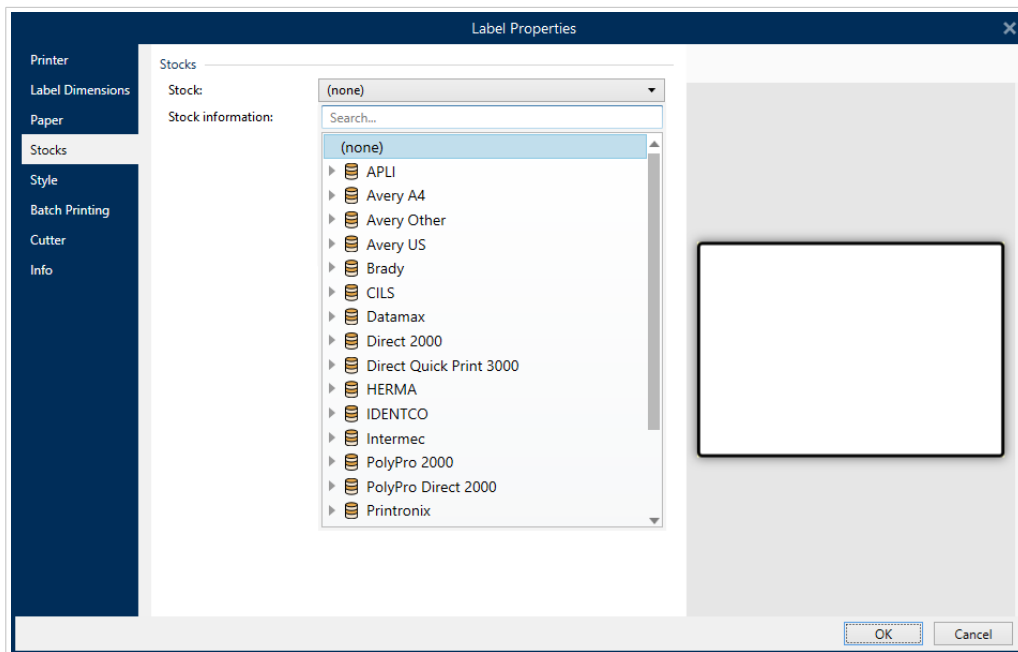 Label Properties
Printer
Label Dimensions
Paper
Stocks
Style
Batch Printing
Cutter
Info
Stocks
Stock: (none)
Stock information: Search...
(none)
APLI
Avery A4
Avery Other
Avery US
Brady
CILS
Datamax
Direct 2000
Direct Quick Print 3000
HERMA
IDENTCO
Intermec
PolyPro 2000
PolyPro Direct 2000
Printronix
OK Cancel